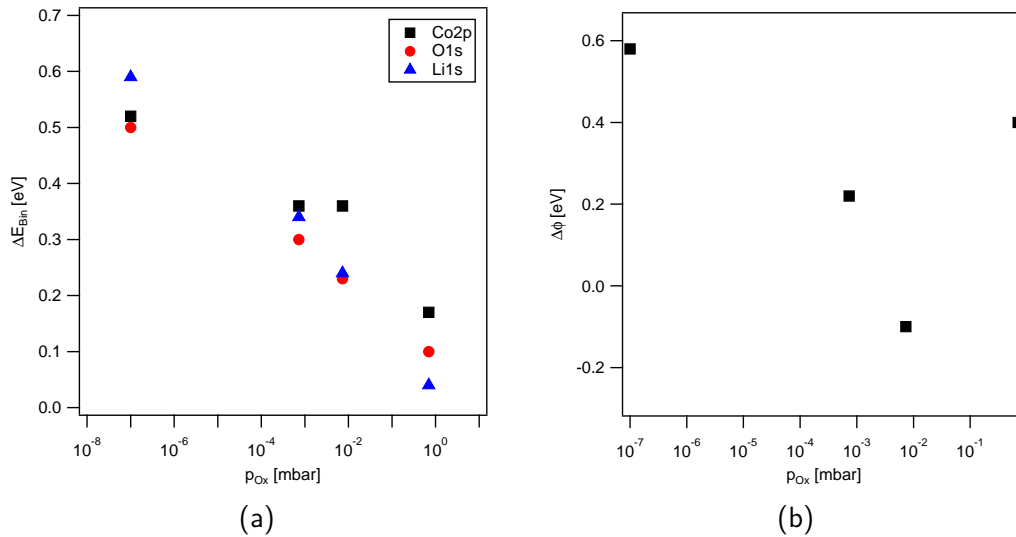 0.7
0.6
0.5
0.4
0.3
0.2
0.1
0.0
ΔE_Bin [eV]
Co2p
O1s
Li1s
10^-8
10^-6
10^-4
10^-2
10^0
p_Ox [mbar]
(a)
0.6
0.4
0.2
0.0
-0.2
Δϕ [eV]
10^-7
10^-6
10^-5
10^-4
10^-3
10^-2
10^-1
p_Ox [mbar]
(b)